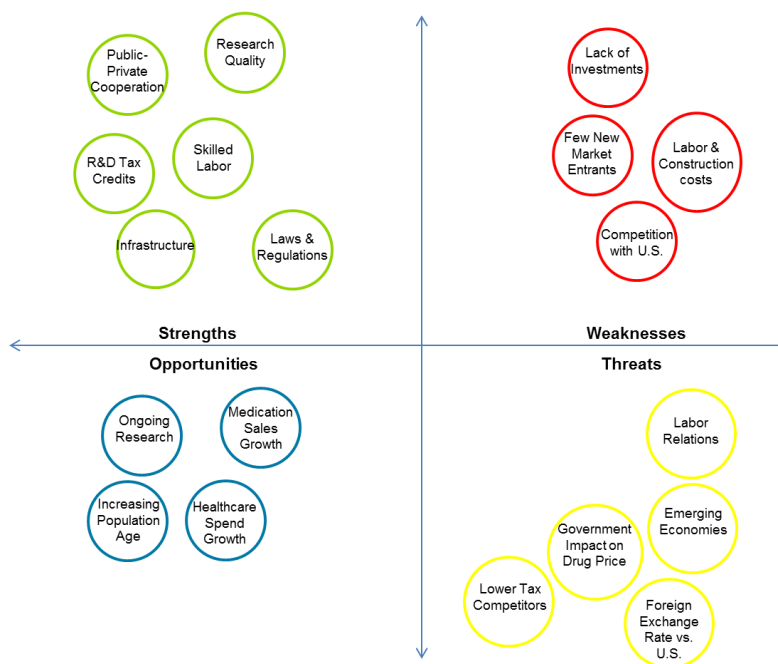 Public-
Private
Cooperation
Research
Quality
R&D Tax
Credits
Skilled
Labor
Infrastructure
Laws &
Regulations
Strengths
Lack of
Investments
Few New
Market
Entrants
Labor &
Construction
costs
Competition
with U.S.
Weaknesses
Opportunities
Ongoing
Research
Medication
Sales
Growth
Increasing
Population
Age
Healthcare
Spend
Growth
Threats
Labor
Relations
Emerging
Economies
Government
Impact on
Drug Price
Lower Tax
Competitors
Foreign
Exchange
Rate vs.
U.S.